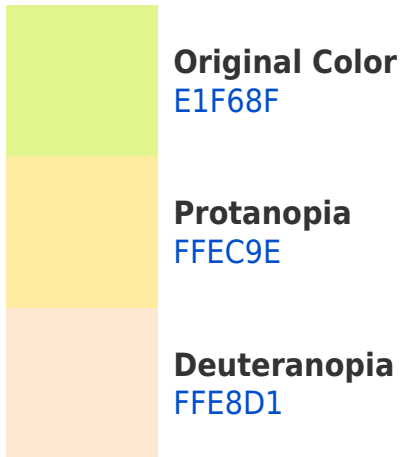 Original Color
E1F68F
Protanopia
FFEC9E
Deuteranopia
FFE8D1